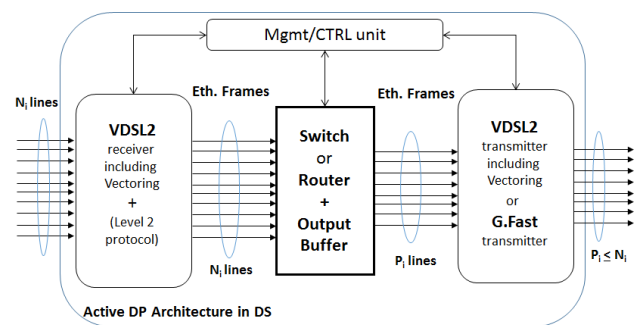 Mgmt/CTRL unit
Eth. Frames
Eth. Frames
Nᵢ lines
VDSL2
receiver
including
Vectoring
+
(Level 2
protocol)
Nᵢ lines
Switch
or
Router
+
Output
Buffer
Pᵢ lines
VDSL2
transmitter
including
Vectoring
or
G.Fast
transmitter
Pᵢ ≤ Nᵢ
Active DP Architecture in DS